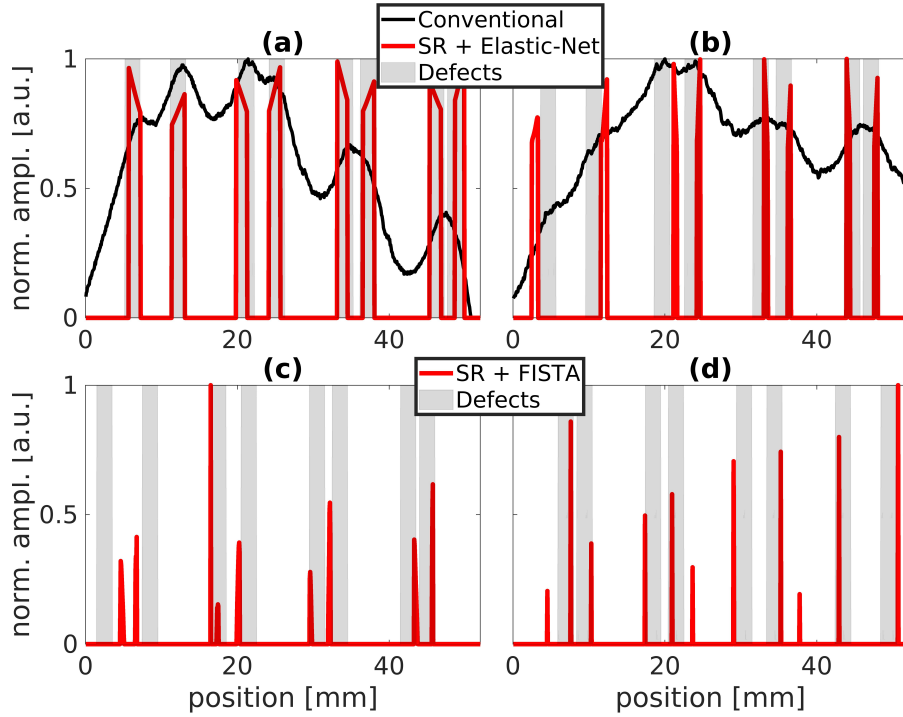 Conventional
SR + Elastic-Net
Defects
(a)
(b)
1
0.5
0
norm. ampl. [a.u.]
0
20
40
0
20
40
(c)
(d)
SR + FISTA
Defects
1
0.5
0
norm. ampl. [a.u.]
0
20
40
0
20
40
position [mm]
position [mm]